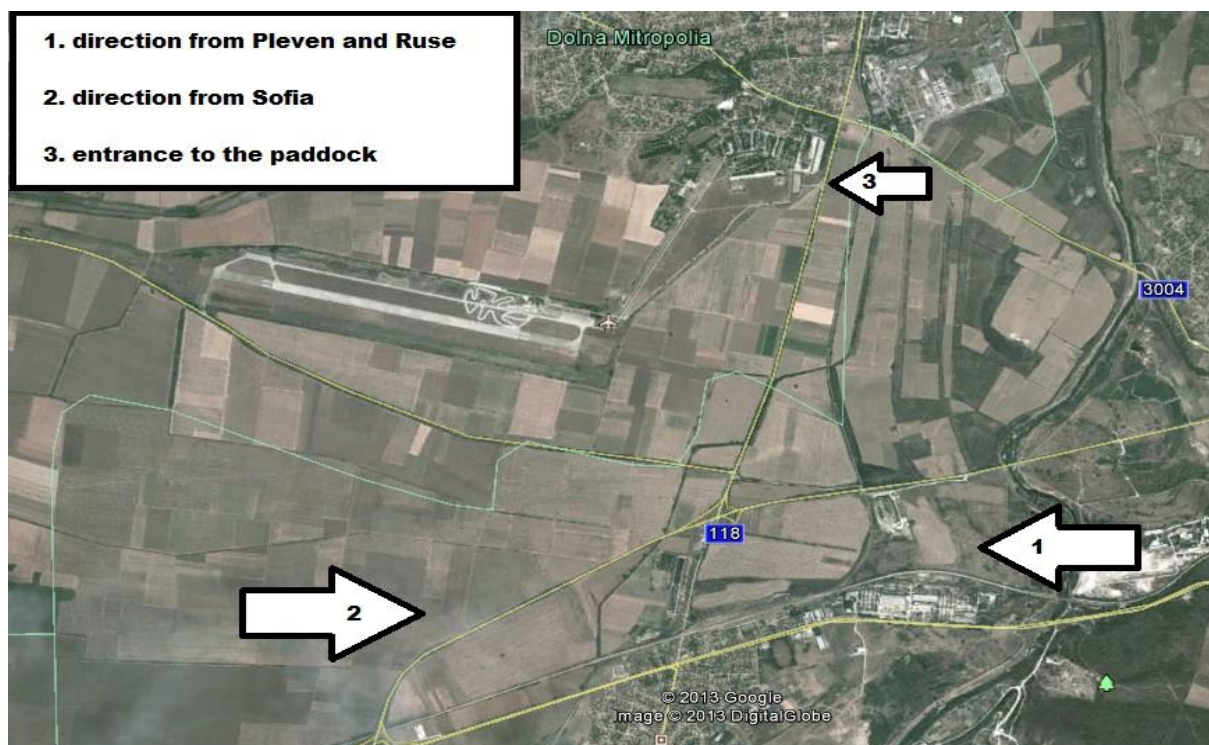 1. direction from Pleven and Ruse
2. direction from Sofia
3. entrance to the paddock
Dolna Mitropolia
3
3004
118
1
2
© 2013 Google
Image © 2013 DigitalGlobe